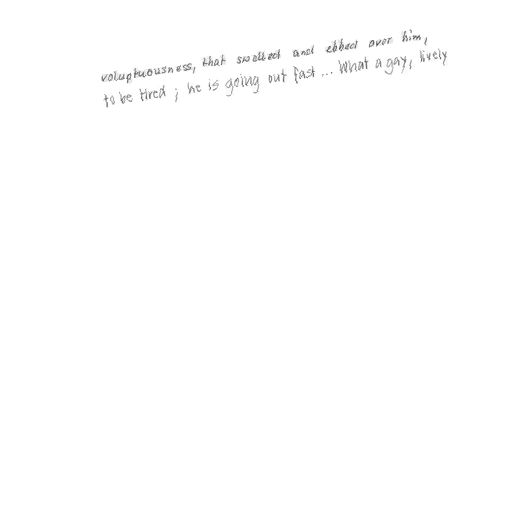 voluptuousness, that swelled and ebbed over him,
to be tired ; he is going out fast ... What a gay, lively